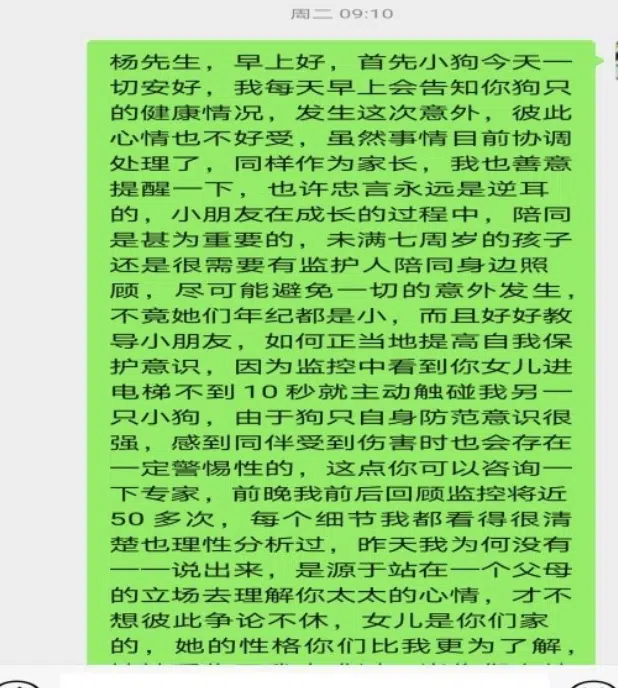 周二 09:10
杨先生，早上好，首先小狗今天一
切安好，我每天早上会告知你狗只
的健康情况，发生这次意外，彼此
心情也不好受，虽然事情目前协调
处理了，同样作为家长，我也善意
提醒一下，也许忠言永远是逆耳
的，小朋友在成长的过程中，陪同
是甚为重要的，未满七周岁的孩子
还是很需要有监护人陪同身边照
顾，尽可能避免一切的意外发生，
不竟她们年纪都是小，而且好好教
导小朋友，如何正当地提高自我保
护意识，因为监控中看到你女儿进
电梯不到10秒就主动触碰我另一
只小狗，由于狗只自身防范意识很
强，感到同伴受到伤害时也会存在
一定警惕性的，这点你可以咨询一
下专家，前晚我前后回顾监控将近
50多次，每个细节我都看得很清
楚也理性分析过，昨天我为何没有
一一说出来，是源于站在一个父母
的立场去理解你太太的心情，才不
想彼此争论不休，女儿是你们家
的，她的性格你们比我更为了解，